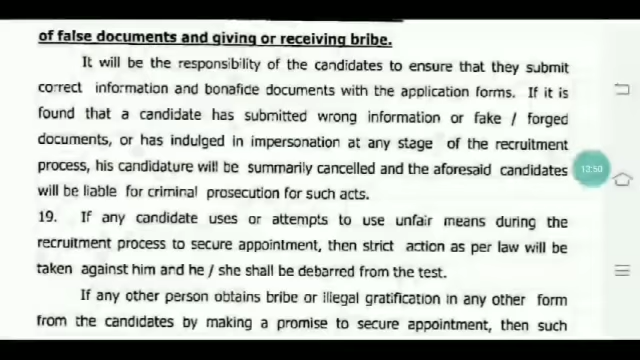 of false documents and giving or receiving bribe.
It will be the responsibility of the candidates to ensure that they submit
correct information and bonafide documents with the application forms. If it is
found that a candidate has submitted wrong information or fake / forged
documents, or has indulged in impersonation at any stage of the recruitment
process, his candidature will be summarily cancelled and the aforesaid candidates
will be liable for criminal prosecution for such acts.
19. If any candidate uses or attempts to use unfair means during the
recruitment process to secure appointment, then strict action as per law will be
taken against him and he / she shall be debarred from the test.
If any other person obtains bribe or illegal gratification in any other form
from the candidates by making a promise to secure appointment, then such
12:50